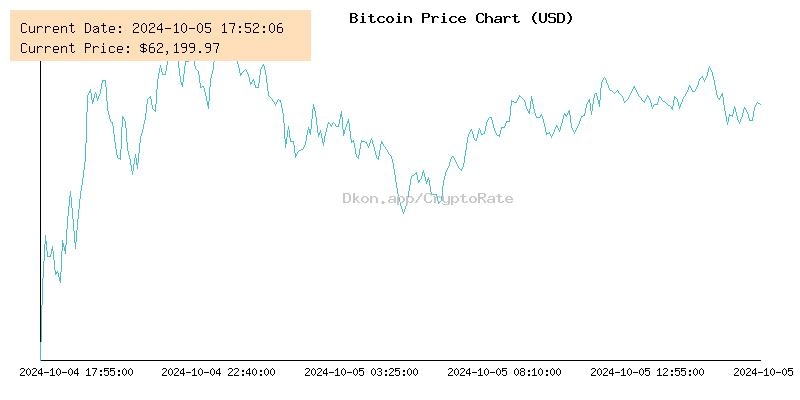 Bitcoin Price Chart (USD)
Current Date: 2024-10-05 17:52:06
Current Price: $62,199.97
Dkon.app/CryptoRate
2024-10-04 17:55:00
2024-10-04 22:40:00
2024-10-05 03:25:00
2024-10-05 08:10:00
2024-10-05 12:55:00
2024-10-05